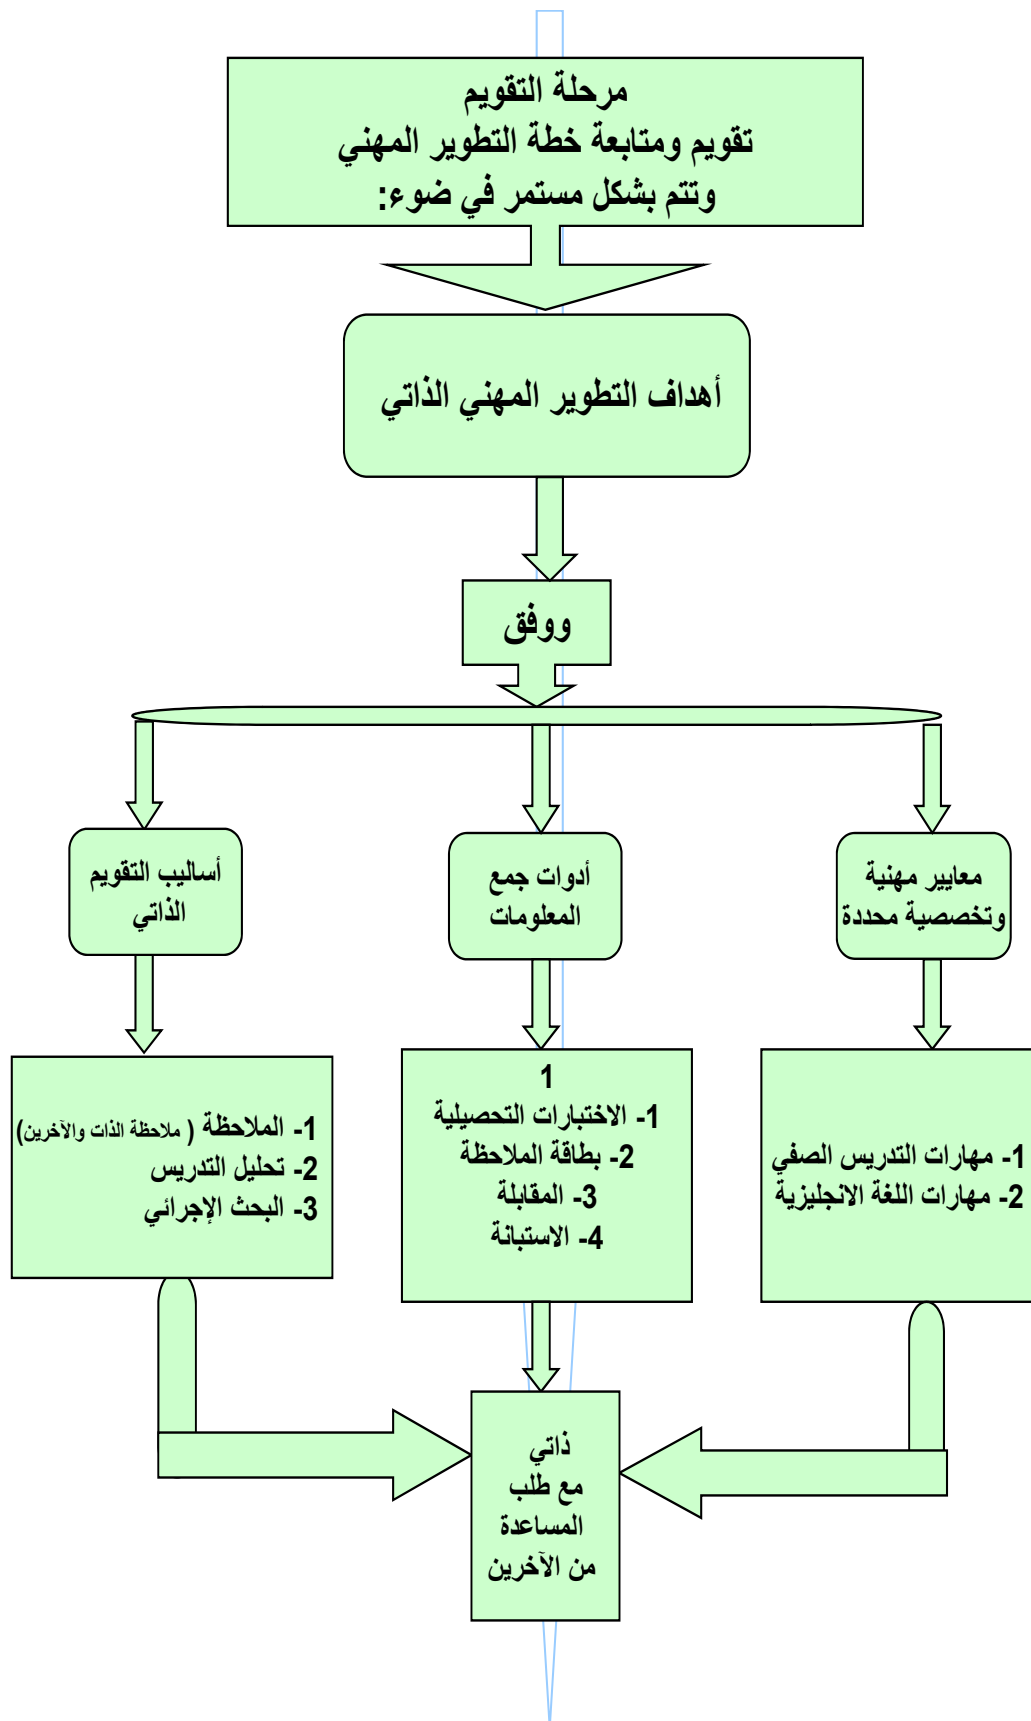 مرحلة التقويم
تقويم ومتابعة خطة التطوير المهني
وتتم بشكل مستمر في ضوء:
أهداف التطوير المهني الذاتي
ووفق
معايير مهنية
وتخصصية محددة
أدوات جمع
المعلومات
أساليب التقويم
الذاتي
1- مهارات التدريس الصفي
2- مهارات اللغة الانجليزية
1
1- الاختبارات التحصيلية
2- بطاقة الملاحظة
3- المقابلة
4- الاستبانة
1- الملاحظة ( ملاحظة الذات والآخرين)
2- تحليل التدريس
3- البحث الإجرائي
ذاتي
مع طلب
المساعدة
من الآخرين